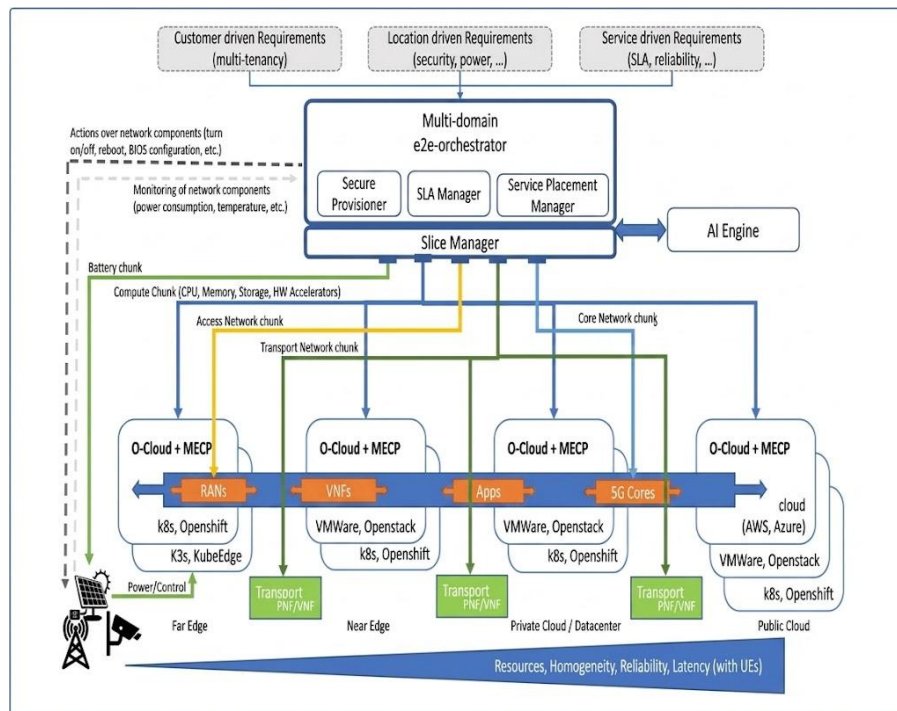 Customer driven Requirements
(multi-tenancy)
Location driven Requirements
(security, power, ...)
Service driven Requirements
(SLA, reliability, ...)
Multi-domain
e2e-orchestrator
Actions over network components (turn
on/off, reboot, BIOS configuration, etc.)
Monitoring of network components
(power consumption, temperature, etc.)
Secure
Provisioner
SLA Manager
Service Placement
Manager
Slice Manager
AI Engine
Battery chunk
Compute Chunk (CPU, Memory, Storage, HW Accelerators)
Access Network chunk
Core Network chunk
Transport Network chunk
O-Cloud + MECP
O-Cloud + MECP
O-Cloud + MECP
O-Cloud + MECP
RANs
VNFs
Apps
5G Cores
k8s, Openshift
VMWare, Openstack
VMWare, Openstack
cloud
(AWS, Azure)
K3s, KubeEdge
k8s, Openshift
k8s, Openshift
VMWare, Openstack
k8s, Openshift
Power/Control
Transport
PNF/VNF
Transport
PNF/VNF
Transport
PNF/VNF
Far Edge
Near Edge
Private Cloud / Datacenter
Public Cloud
Resources, Homogeneity, Reliability, Latency (with UEs)